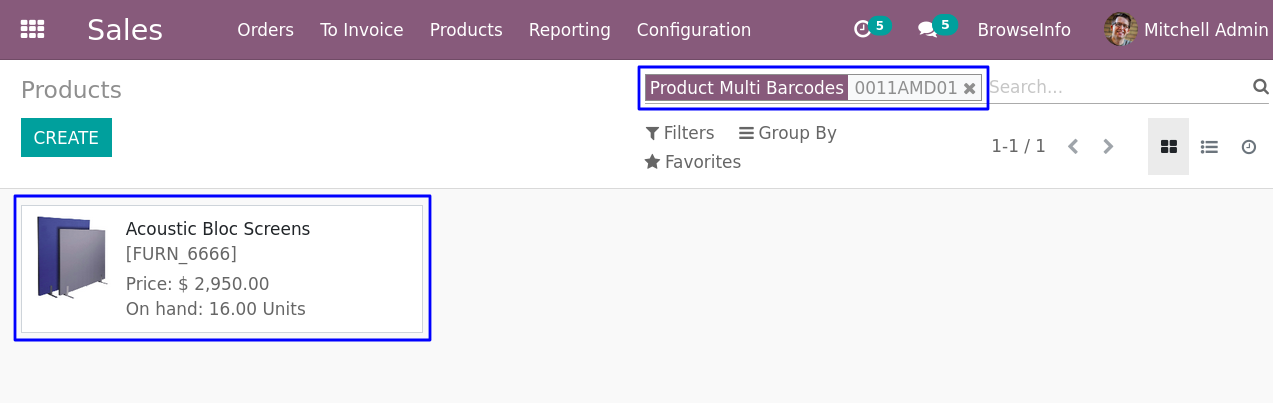 Sales Orders To Invoice Products Reporting Configuration 5 5 BrowseInfo Mitchell Admin
Products
Product Multi Barcodes 0011AMD01 Search...
CREATE
Filters Group By
1-1 / 1
Favorites
Acoustic Bloc Screens
[FURN_6666]
Price: $ 2,950.00
On hand: 16.00 Units